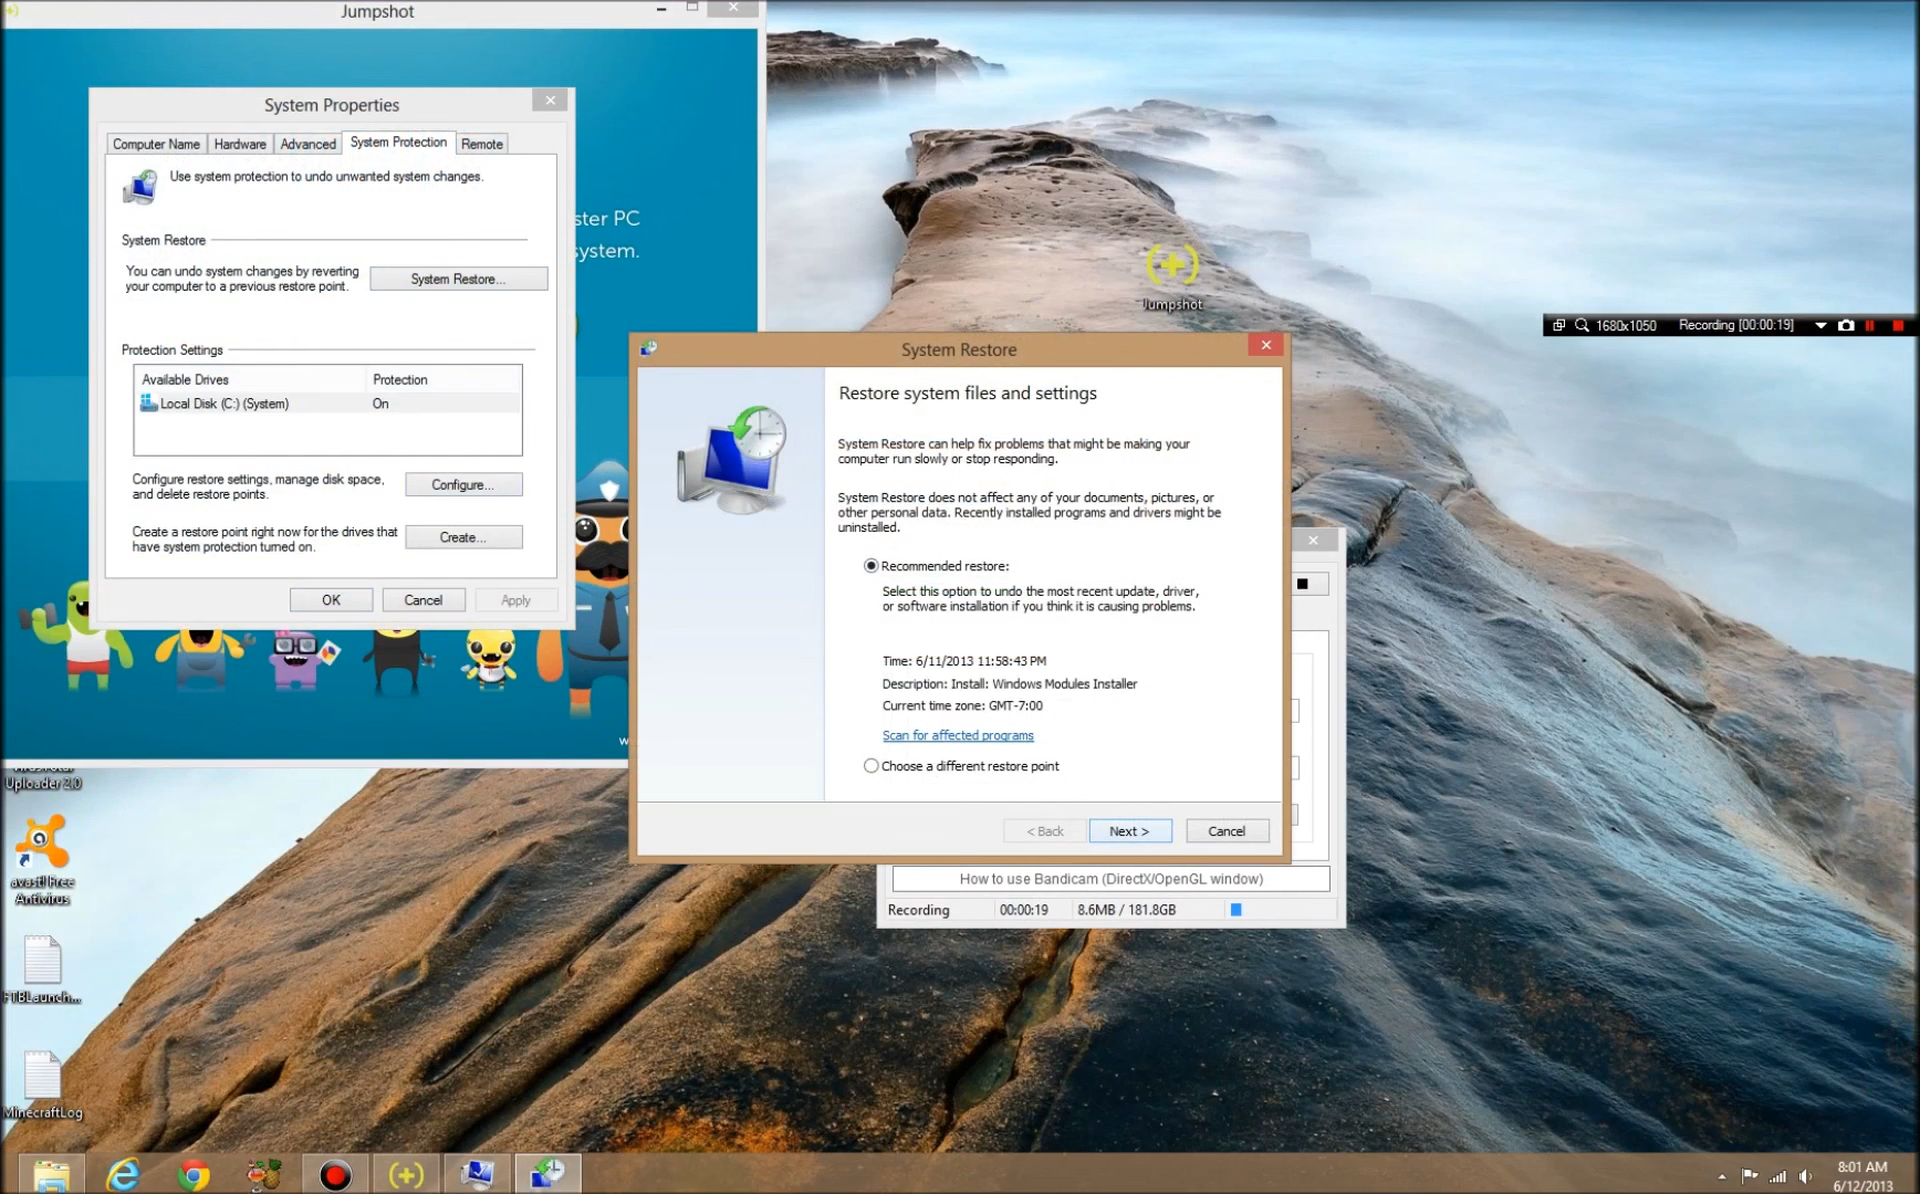 Jumpshot
System Properties
Computer Name
Hardware
Advanced
System Protection
Remote
Use system protection to undo unwanted system changes.
System Restore
You can undo system changes by reverting
your computer to a previous restore point.
System Restore...
Protection Settings
Available Drives
Protection
Local Disk (C:) (System)
On
Configure restore settings, manage disk space,
and delete restore points.
Configure...
Create a restore point right now for the drives that
have system protection turned on.
Create...
OK
Cancel
Apply
ster PC
system.
w
Jumpshot
1680x1050
Recording [00:00:19]
System Restore
Restore system files and settings
System Restore can help fix problems that might be making your
computer run slowly or stop responding.
System Restore does not affect any of your documents, pictures, or
other personal data. Recently installed programs and drivers might be
uninstalled.
Recommended restore:
Select this option to undo the most recent update, driver,
or software installation if you think it is causing problems.
Time: 6/11/2013 11:58:43 PM
Description: Install: Windows Modules Installer
Current time zone: GMT-7:00
Scan for affected programs
Choose a different restore point
< Back
Next >
Cancel
How to use Bandicam (DirectX/OpenGL window)
Recording
00:00:19
8.6MB / 181.8GB
Uploader 2.0
avast! Free
Antivirus
FTBLaunch...
MinecraftLog
8:01 AM
6/12/2013